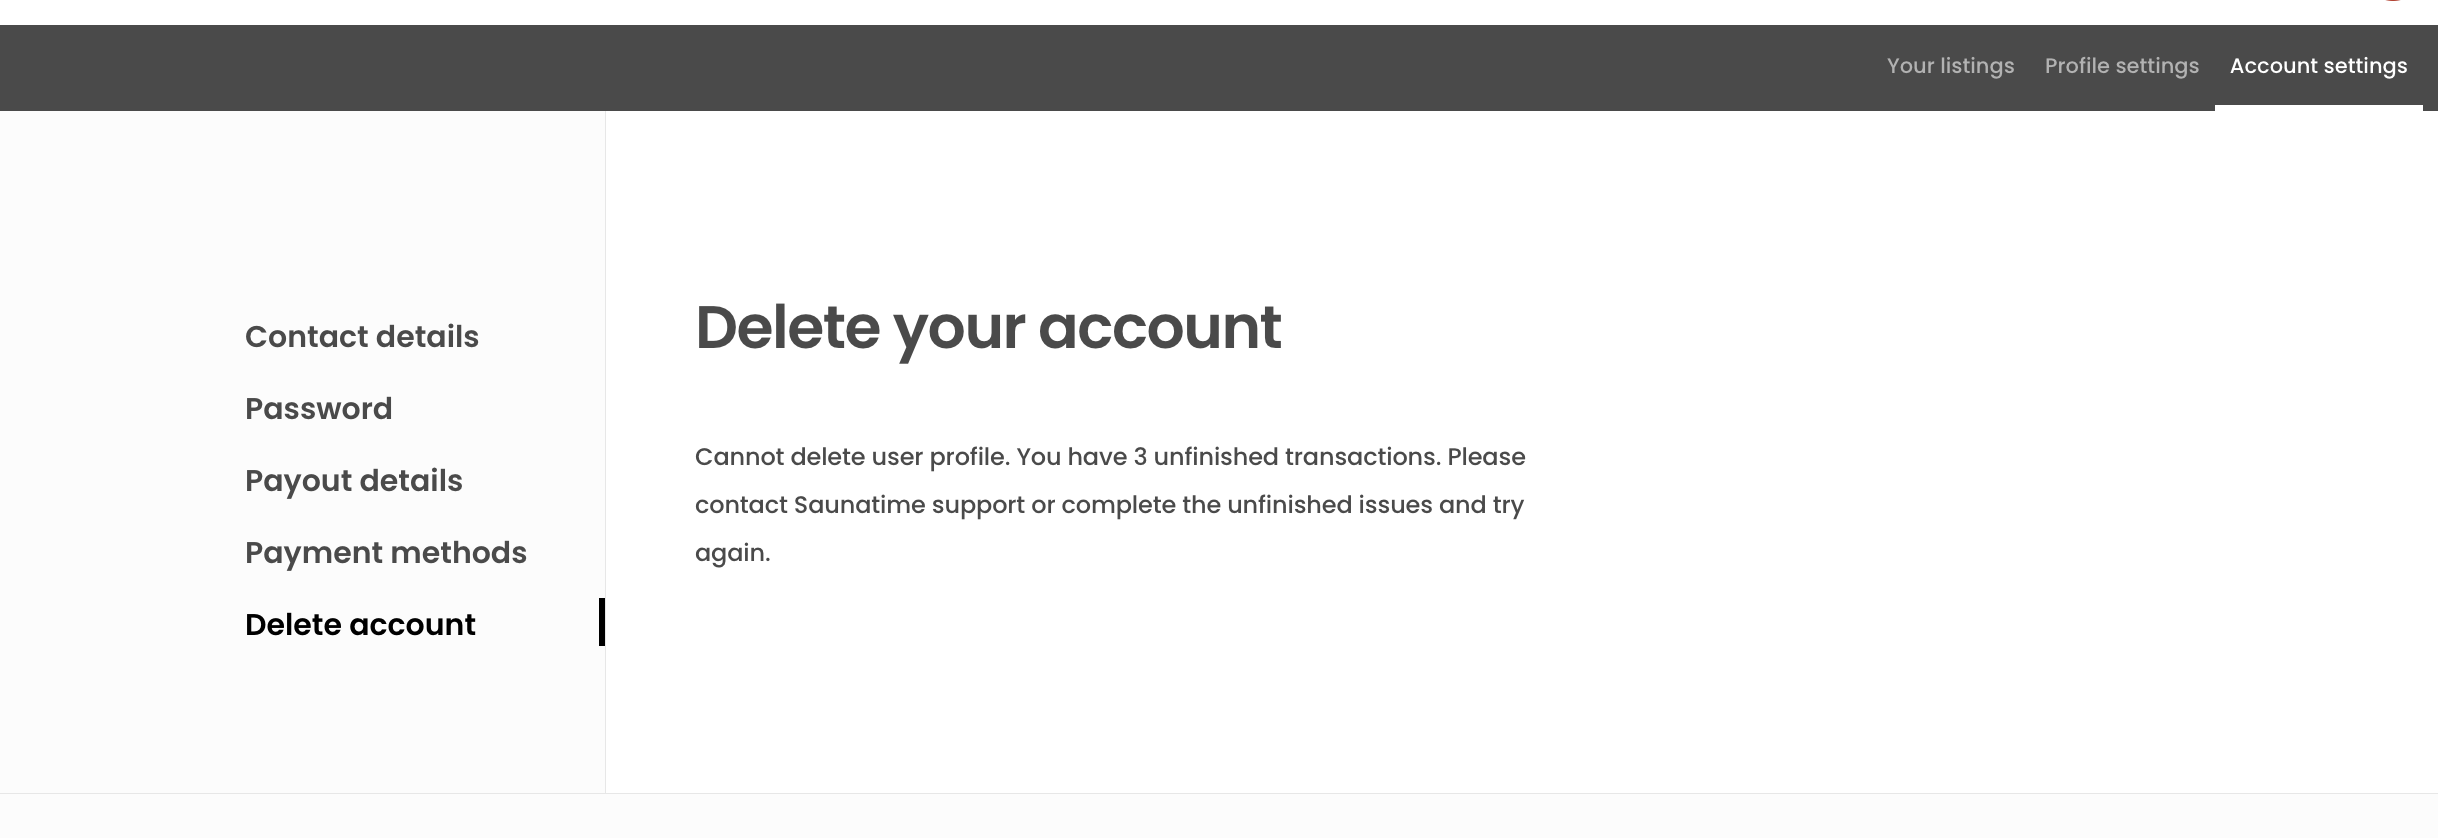 Your listings Profile settings Account settings
Contact details
Password
Payout details
Payment methods
Delete account
Delete your account
Cannot delete user profile. You have 3 unfinished transactions. Please
contact Saunatime support or complete the unfinished issues and try
again.